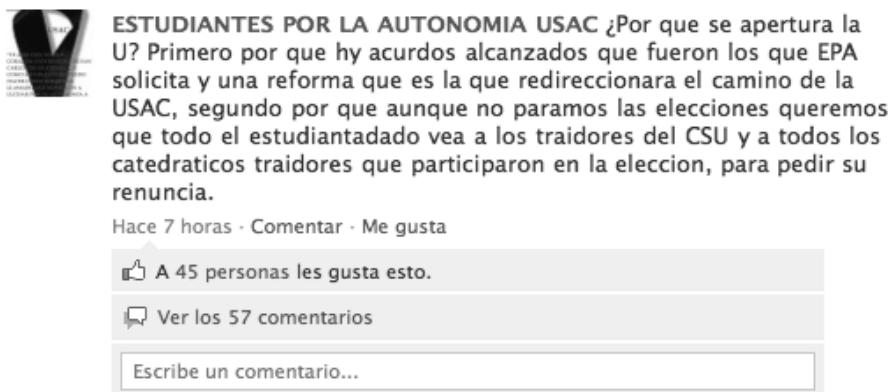 ESTUDIANTES POR LA AUTONOMIA USAC ¿Por que se apertura la
U? Primero por que hy acurdos alcanzados que fueron los que EPA
solicita y una reforma que es la que redireccionara el camino de la
USAC, segundo por que aunque no paramos las elecciones queremos
que todo el estudiantadado vea a los traidores del CSU y a todos los
catedraticos traidores que participaron en la eleccion, para pedir su
renuncia.
Hace 7 horas · Comentar · Me gusta
A 45 personas les gusta esto.
Ver los 57 comentarios
Escribe un comentario...